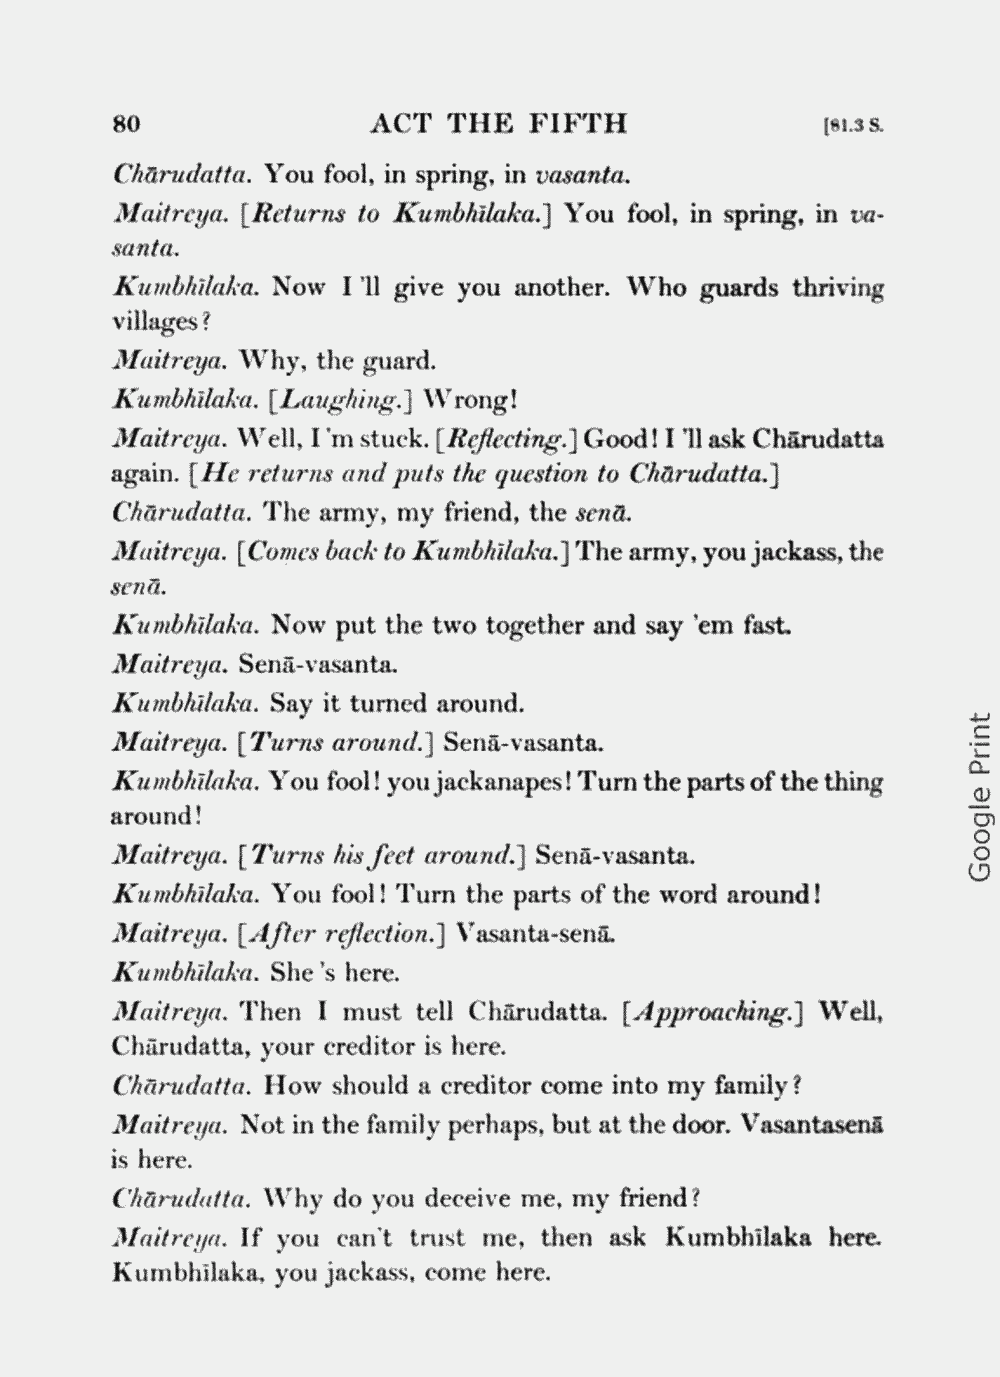 80 ACT THE FIFTH [81.3 S.
Chārudatta. You fool, in spring, in vasanta.
Maitreya. [Returns to Kumbhīlaka.] You fool, in spring, in va-
santa.
Kumbhīlaka. Now I 'll give you another. Who guards thriving
villages?
Maitreya. Why, the guard.
Kumbhīlaka. [Laughing.] Wrong!
Maitreya. Well, I 'm stuck. [Reflecting.] Good! I 'll ask Chārudatta
again. [He returns and puts the question to Chārudatta.]
Chārudatta. The army, my friend, the senā.
Maitreya. [Comes back to Kumbhīlaka.] The army, you jackass, the
senā.
Kumbhīlaka. Now put the two together and say 'em fast.
Maitreya. Senā-vasanta.
Kumbhīlaka. Say it turned around.
Maitreya. [Turns around.] Senā-vasanta.
Kumbhīlaka. You fool! you jackanapes! Turn the parts of the thing
around!
Maitreya. [Turns his feet around.] Senā-vasanta.
Kumbhīlaka. You fool! Turn the parts of the word around!
Maitreya. [After reflection.] Vasanta-senā.
Kumbhīlaka. She 's here.
Maitreya. Then I must tell Chārudatta. [Approaching.] Well,
Chārudatta, your creditor is here.
Chārudatta. How should a creditor come into my family?
Maitreya. Not in the family perhaps, but at the door. Vasantasenā
is here.
Chārudatta. Why do you deceive me, my friend?
Maitreya. If you can't trust me, then ask Kumbhīlaka here.
Kumbhīlaka, you jackass, come here.
Google Print